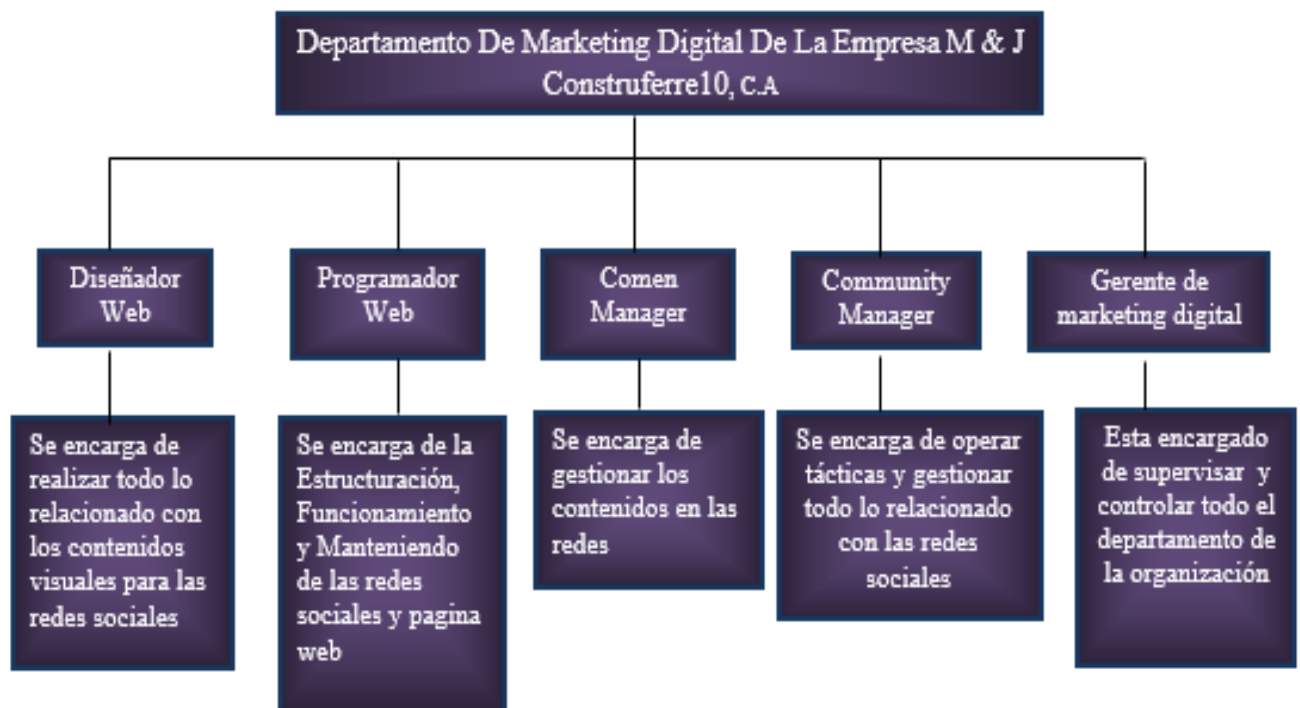 Departamento De Marketing Digital De La Empresa M & J
Construferre10, C.A
Diseñador
Web
Programador
Web
Comen
Manager
Community
Manager
Gerente de
marketing digital
Se encarga de
realizar todo lo
relacionado con
los contenidos
visuales para las
redes sociales
Se encarga de la
Estructuración,
Funcionamiento
y Manteniendo
de las redes
sociales y pagina
web
Se encarga de
gestionar los
contenidos en las
redes
Se encarga de operar
tácticas y gestionar
todo lo relacionado
con las redes
sociales
Esta encargado
de supervisar y
controlar todo el
departamento de
la organización